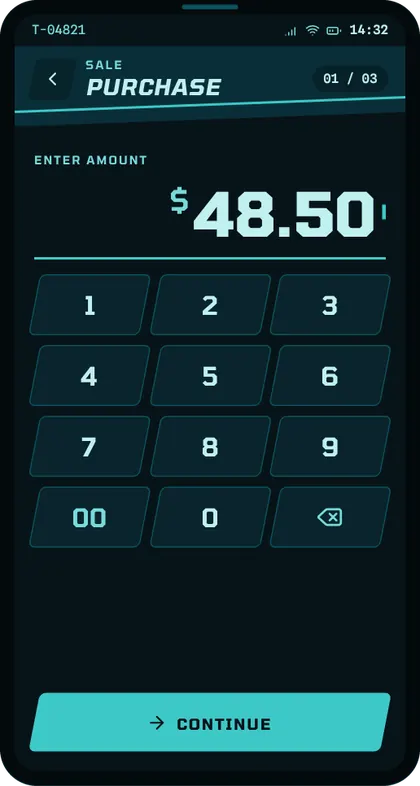 T-04821 14:32
SALE
PURCHASE
01 / 03
ENTER AMOUNT
$48.50
1 2 3
4 5 6
7 8 9
00 0
CONTINUE